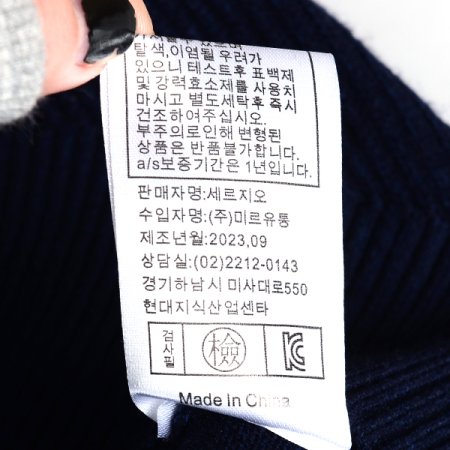 탈색,이염될 우려가
있으니 테스트후 표백제
및 강력효소제를 사용치
마시고 별도세탁후 즉시
건조하여주십시오.
부주의로인해 변형된
상품은 반품불가합니다.
a/s보증기간은 1년입니다.
판매자명:세르지오
수입자명:(주)미르유통
제조년월:2023,09
상담실:(02)2212-0143
경기하남시 미사대로550
현대지식산업센타
검사필 檢 KC
Made in China